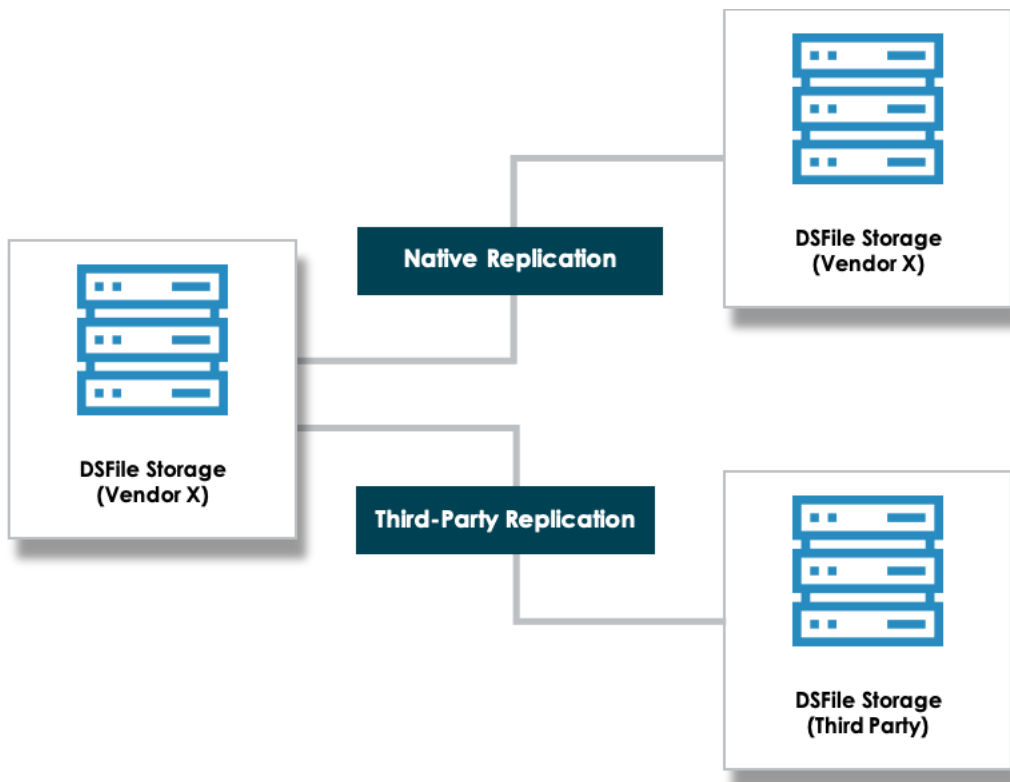 DSFile Storage
(Vendor X)
Native Replication
DSFile Storage
(Vendor X)
Third-Party Replication
DSFile Storage
(Third Party)